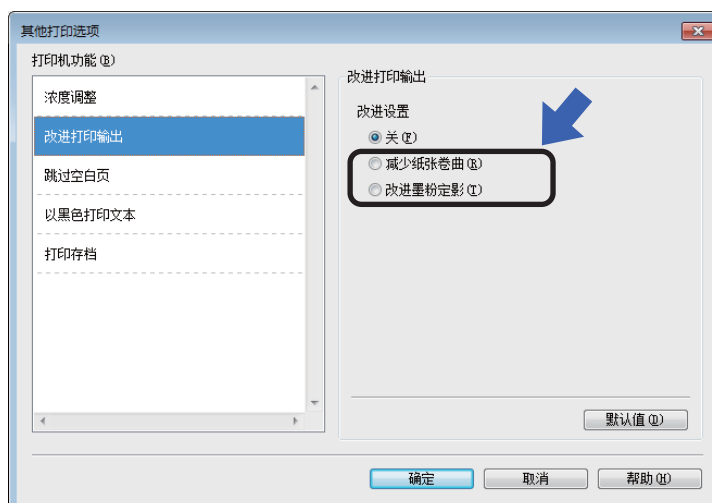 其他打印选项
打印机功能(B)
浓度调整
改进打印输出
跳过空白页
以黑色打印文本
打印存档
改进打印输出
改进设置
关(F)
减少纸张卷曲(R)
改进墨粉定影(T)
默认值(D)
确定
取消
帮助(H)